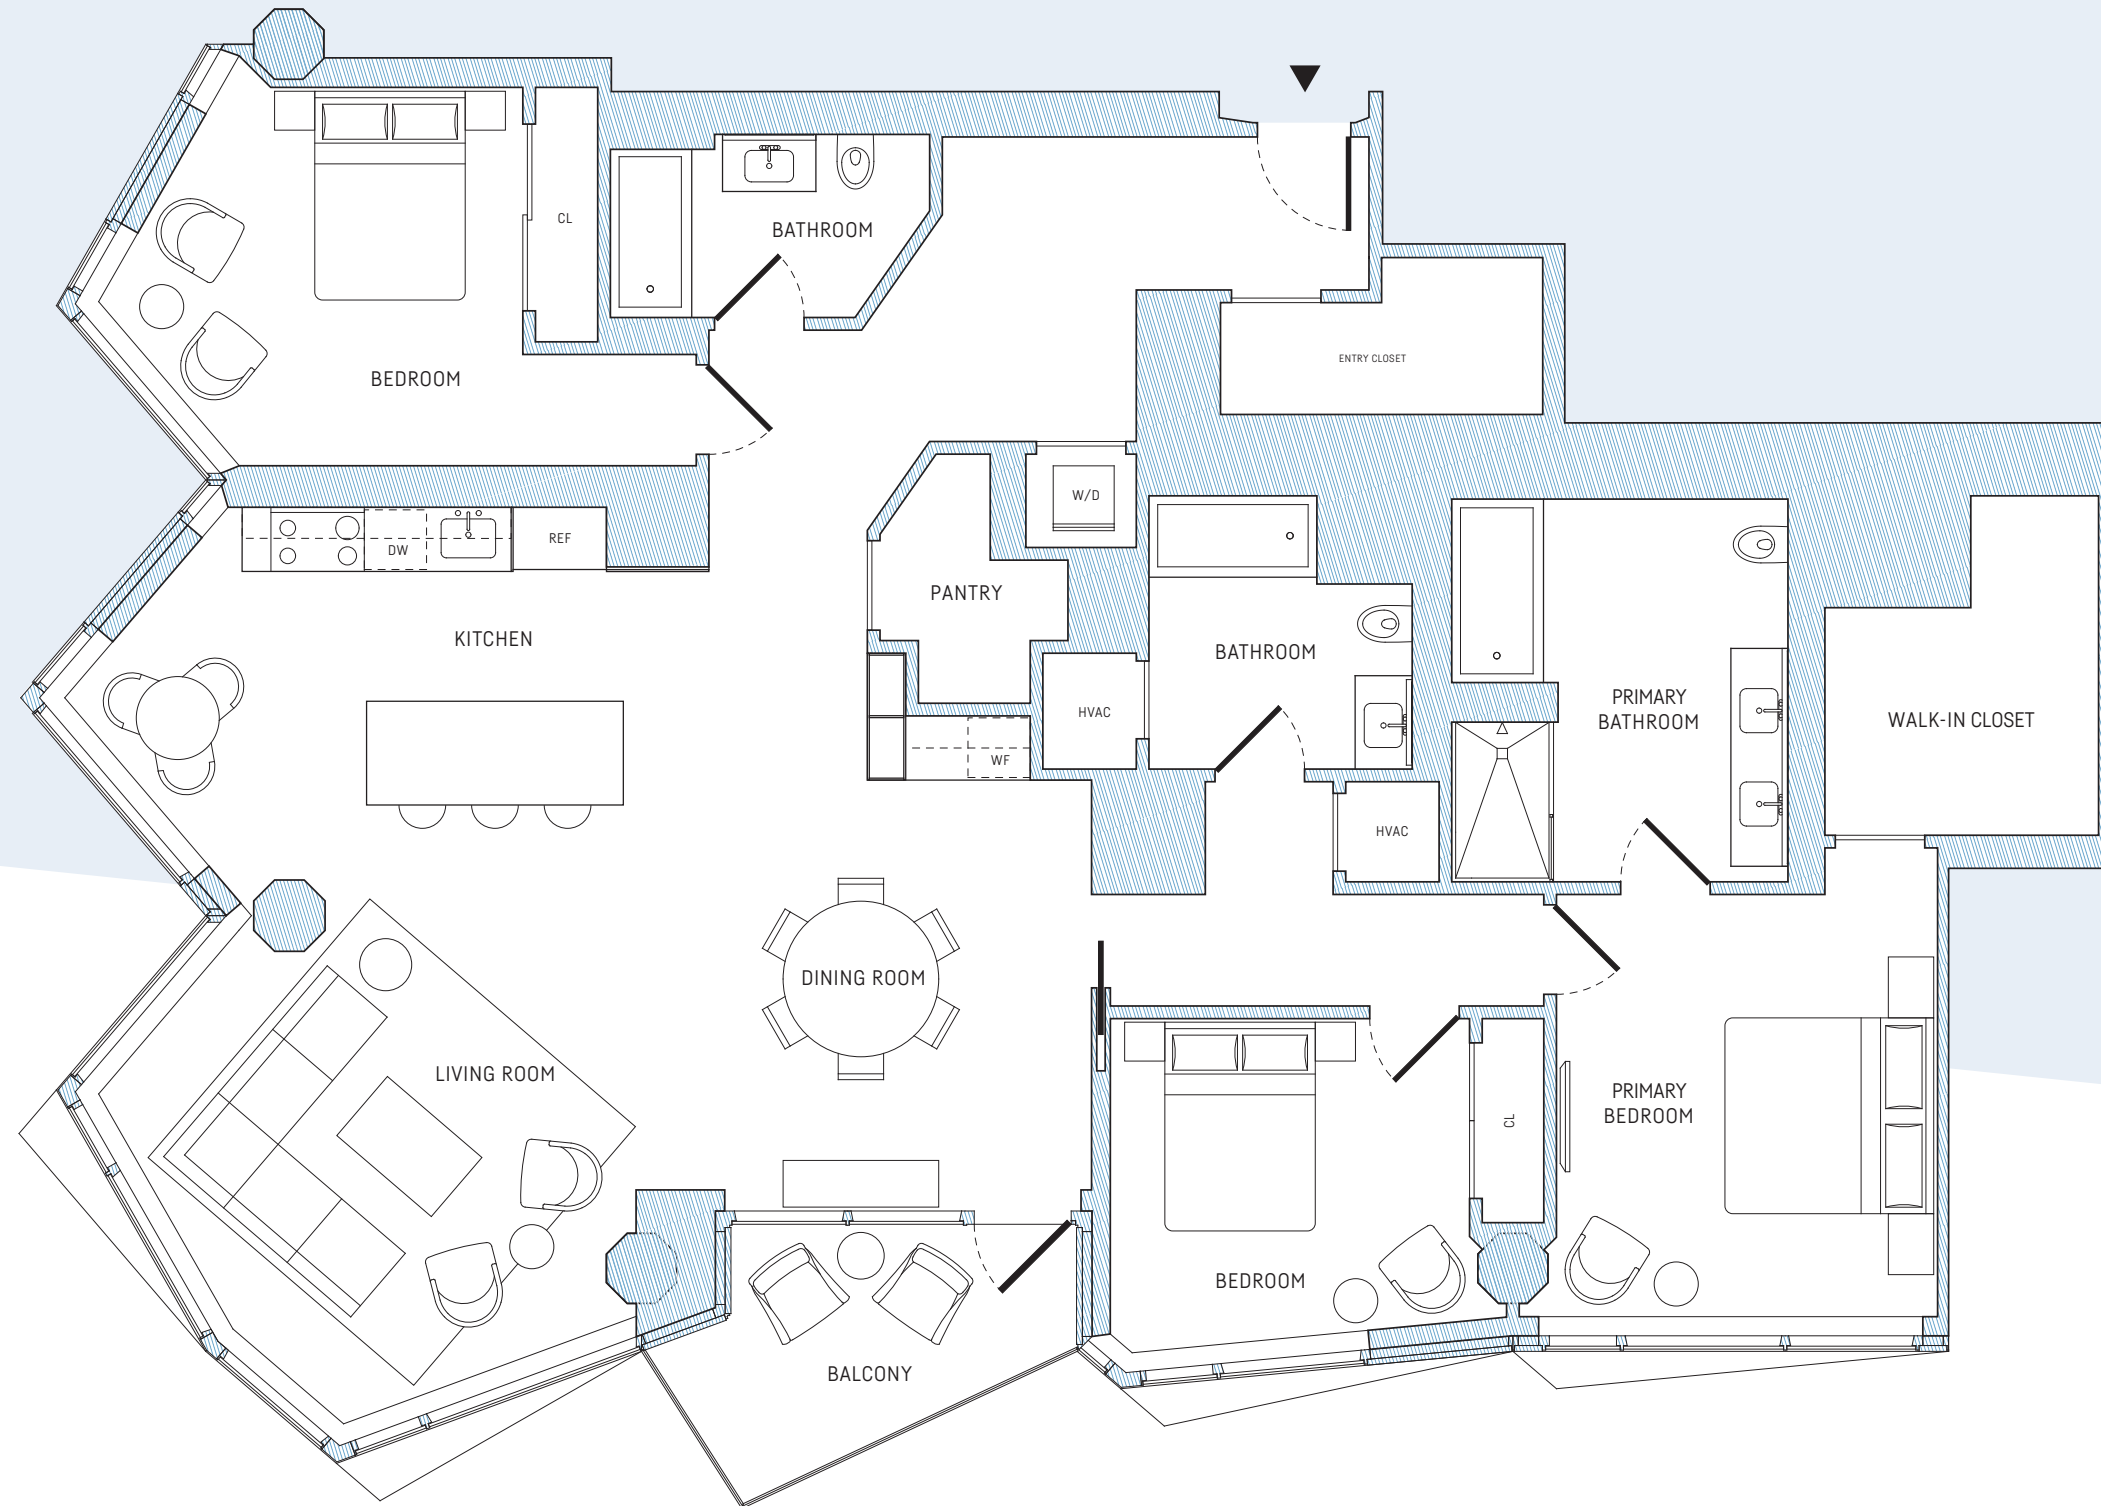 CL
BATHROOM
ENTRY CLOSET
BEDROOM
W/D
DW
REF
PANTRY
KITCHEN
BATHROOM
HVAC
PRIMARY
BATHROOM
WALK-IN CLOSET
WF
HVAC
DINING ROOM
LIVING ROOM
CL
PRIMARY
BEDROOM
BEDROOM
BALCONY